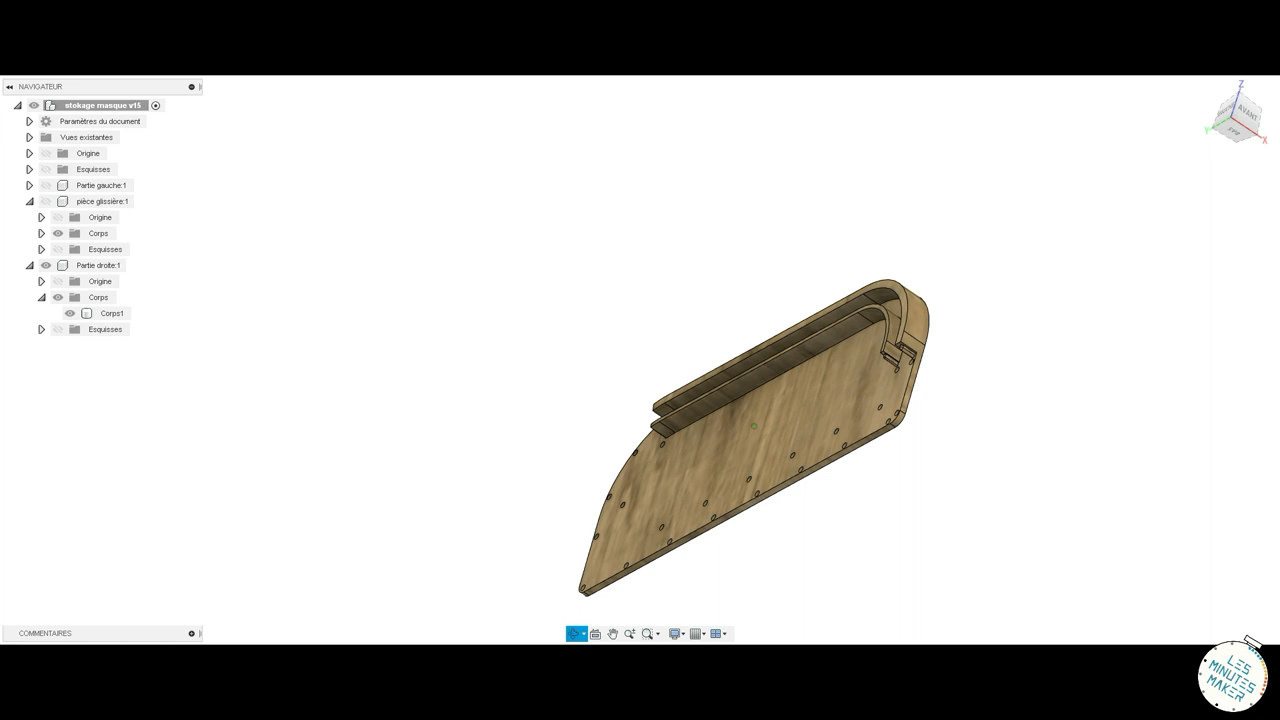 NAVIGATEUR
stokage masque v15
Paramètres du document
Vues existantes
Origine
Esquisses
Partie gauche:1
pièce glissière:1
Origine
Corps
Esquisses
Partie droite:1
Origine
Corps
Corps1
Esquisses
COMMENTAIRES
Z
AVANT
X
LES
MINUTES
MAKER